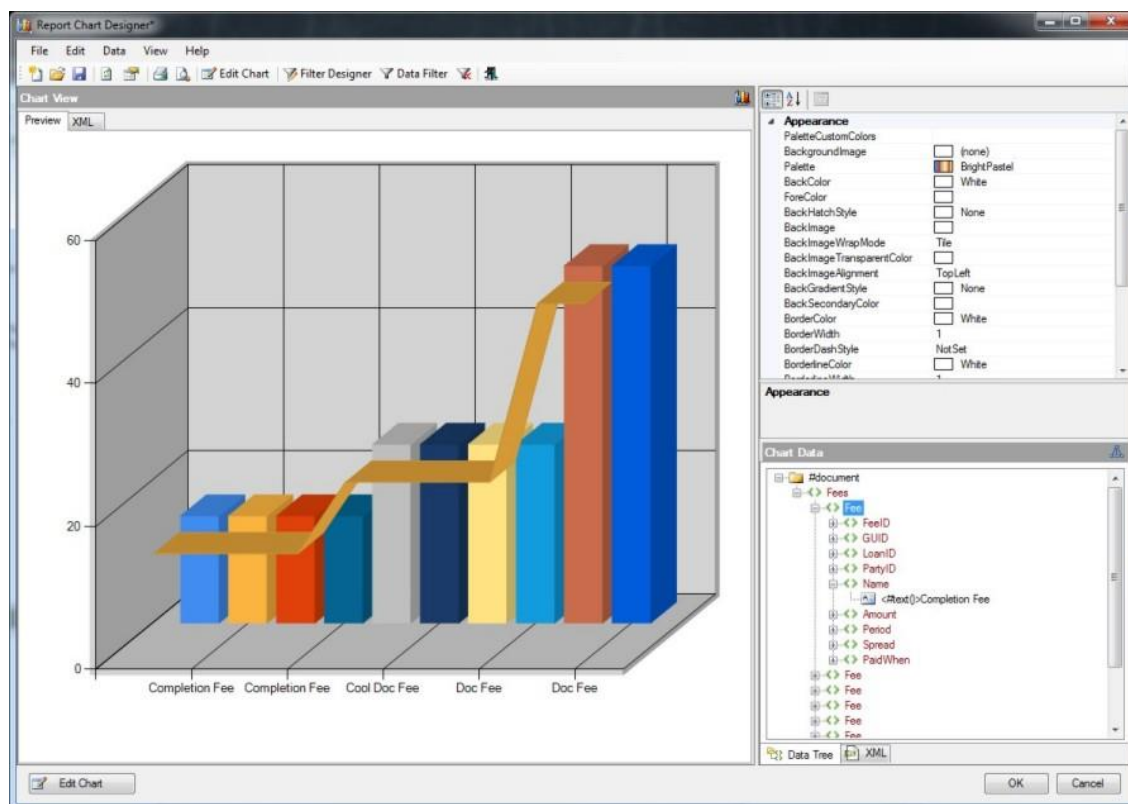 Report Chart Designer*
File Edit Data View Help
Edit Chart Filter Designer Data Filter
Chart View
Preview XML
60
40
20
0
Completion Fee Completion Fee Cool Doc Fee Doc Fee Doc Fee
Edit Chart
Appearance
PaletteCustomColors
BackgroundImage (none)
Palette BrightPastel
BackColor White
ForeColor
BackHatchStyle None
BackImage
BackImageWrapMode Tile
BackImageTransparentColor
BackImageAlignment TopLeft
BackGradientStyle None
BackSecondaryColor
BorderColor White
BorderWidth 1
BorderDashStyle NotSet
BorderlineColor White
Appearance
Chart Data
#document
Fees
Fee
FeeID
GUID
LoanID
PartyID
Name
<#text()>Completion Fee
Amount
Period
Spread
PaidWhen
Fee
Fee
Fee
Fee
Fee
Data Tree XML
OK Cancel